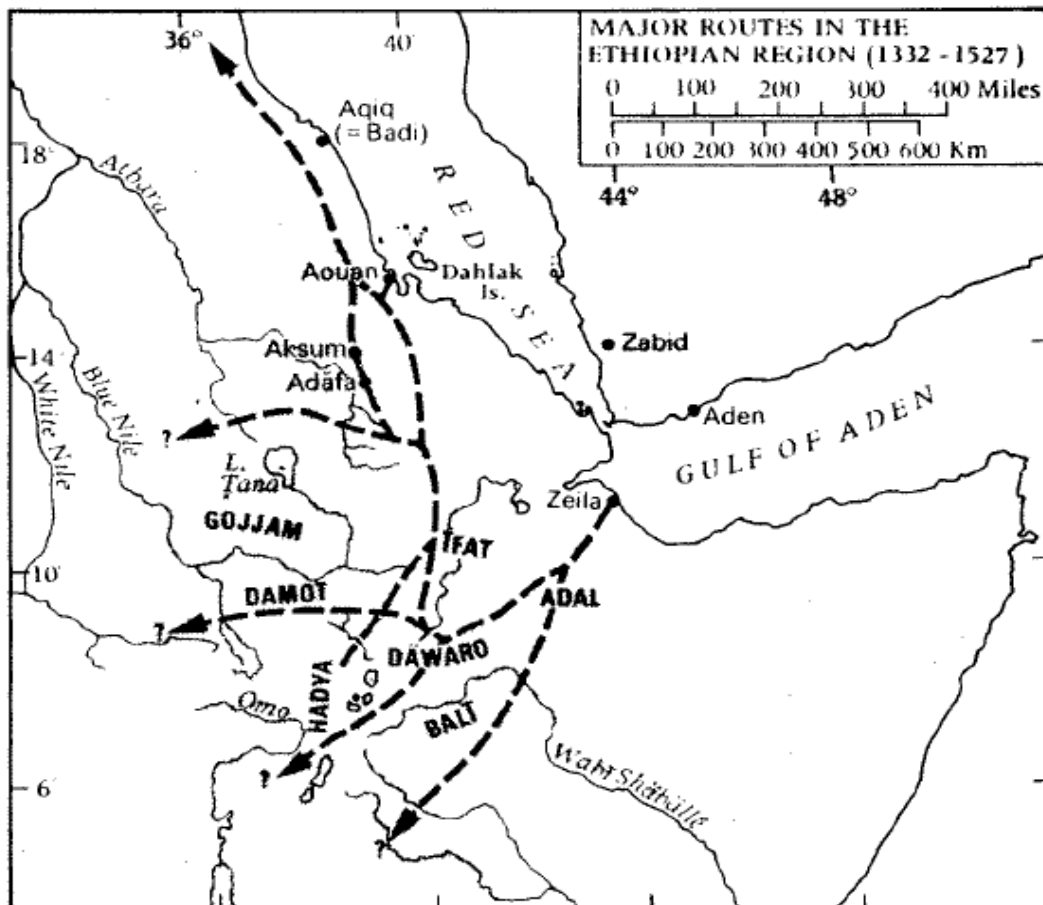 36°
40°
MAJOR ROUTES IN THE
ETHIOPIAN REGION (1332 - 1527)
0 100 200 300 400 Miles
0 100 200 300 400 500 600 Km
44°
48°
Aqiq
(= Badi)
18°
Atbara
RED SEA
Aouan
Dahlak
Is.
Zabid
Aksum
14°
Adafa
Aden
White Nile
Blue Nile
?
GULF OF ADEN
L.
Tana
Zeila
GOJJAM
IFAT
10°
DAMOT
ADAL
?
DAWARO
HADYA
Omo
BALI
Wabi Shäbälle
?
6°
?